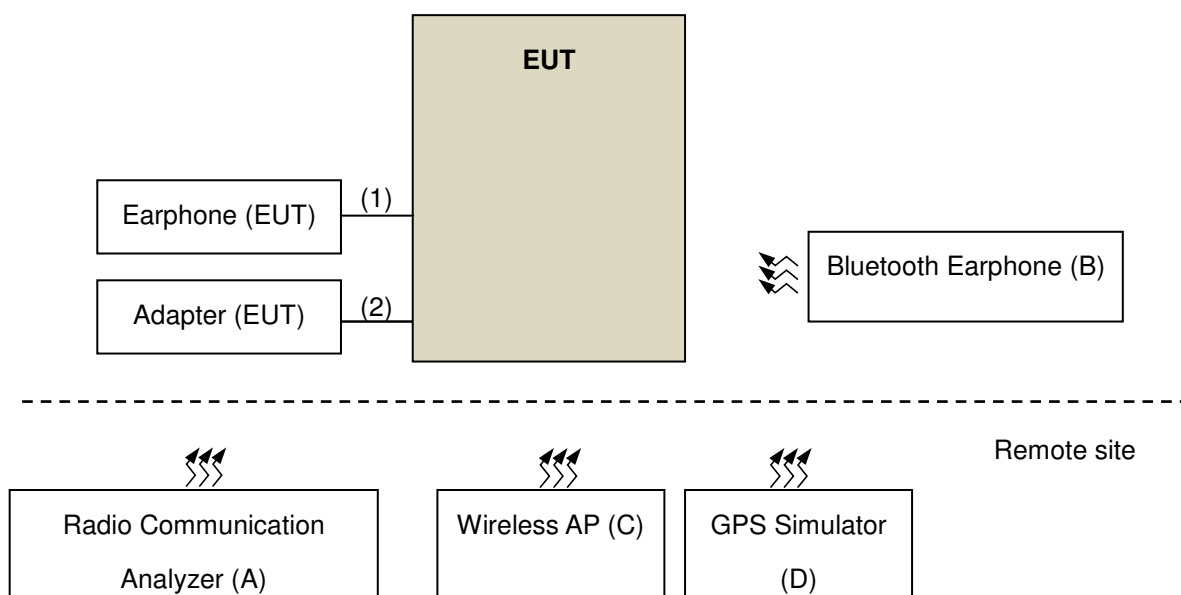 EUT
(1)
Earphone (EUT)
Bluetooth Earphone (B)
(2)
Adapter (EUT)
Remote site
Radio Communication
Analyzer (A)
Wireless AP (C)
GPS Simulator
(D)